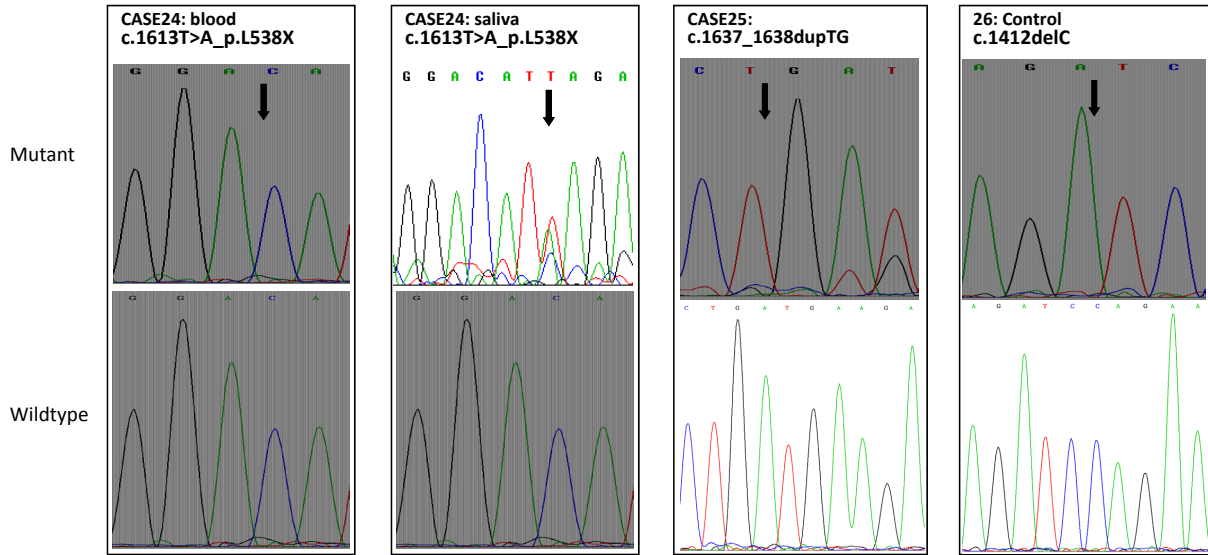 CASE24: blood
c.1613T>A_p.L538X
G G A C A
CASE24: saliva
c.1613T>A_p.L538X
G G A C A T T A G A
CASE25:
c.1637_1638dupTG
C T G A T
26: Control
c.1412delC
A G A T C
Mutant
G G A C A
G G A C A
C T G A T G A A G A
A G A T C C A G A A
Wildtype